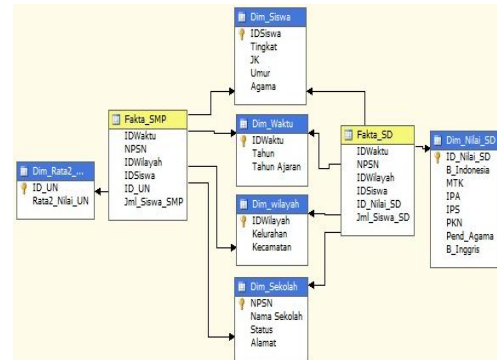 Dim_Siswa
IDSiswa
Tingkat
JK
Umur
Agama
Fakta_SMP
IDWaktu
NPSN
IDWilayah
IDSiswa
ID_UN
Jml_Siswa_SMP
Dim_Waktu
IDWaktu
Tahun
Tahun Ajaran
Fakta_SD
IDWaktu
NPSN
IDWilayah
IDSiswa
ID_Nilai_SD
Jml_Siswa_SD
Dim_Nilai_SD
ID_Nilai_SD
B_Indonesia
MTK
IPA
IPS
PKN
Pend_Agama
B_Inggris
Dim_Rata2_...
ID_UN
Rata2_Nilai_UN
Dim_wilayah
IDWilayah
Kelurahan
Kecamatan
Dim_Sekolah
NPSN
Nama Sekolah
Status
Alamat